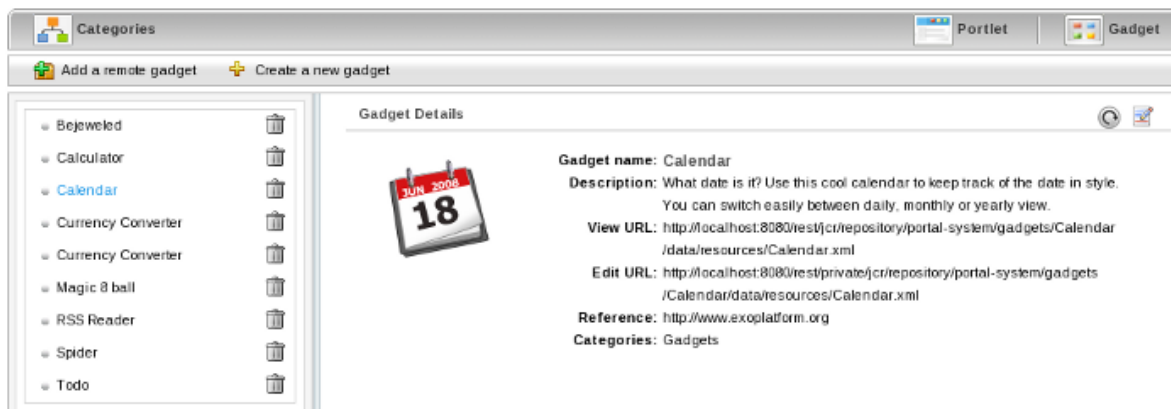 Categories
Portlet
Gadget
Add a remote gadget
Create a new gadget
Bejeweled
Calculator
Calendar
Currency Converter
Currency Converter
Magic 8 ball
RSS Reader
Spider
Todo
Gadget Details
JUN 2008
18
Gadget name: Calendar
Description: What date is it? Use this cool calendar to keep track of the date in style.
You can switch easily between daily, monthly or yearly view.
View URL: http://localhost:8080/rest/jcr/repository/portal-system/gadgets/Calendar
/data/resources/Calendar.xml
Edit URL: http://localhost:8080/rest/private/jcr/repository/portal-system/gadgets
/Calendar/data/resources/Calendar.xml
Reference: http://www.exoplatform.org
Categories: Gadgets